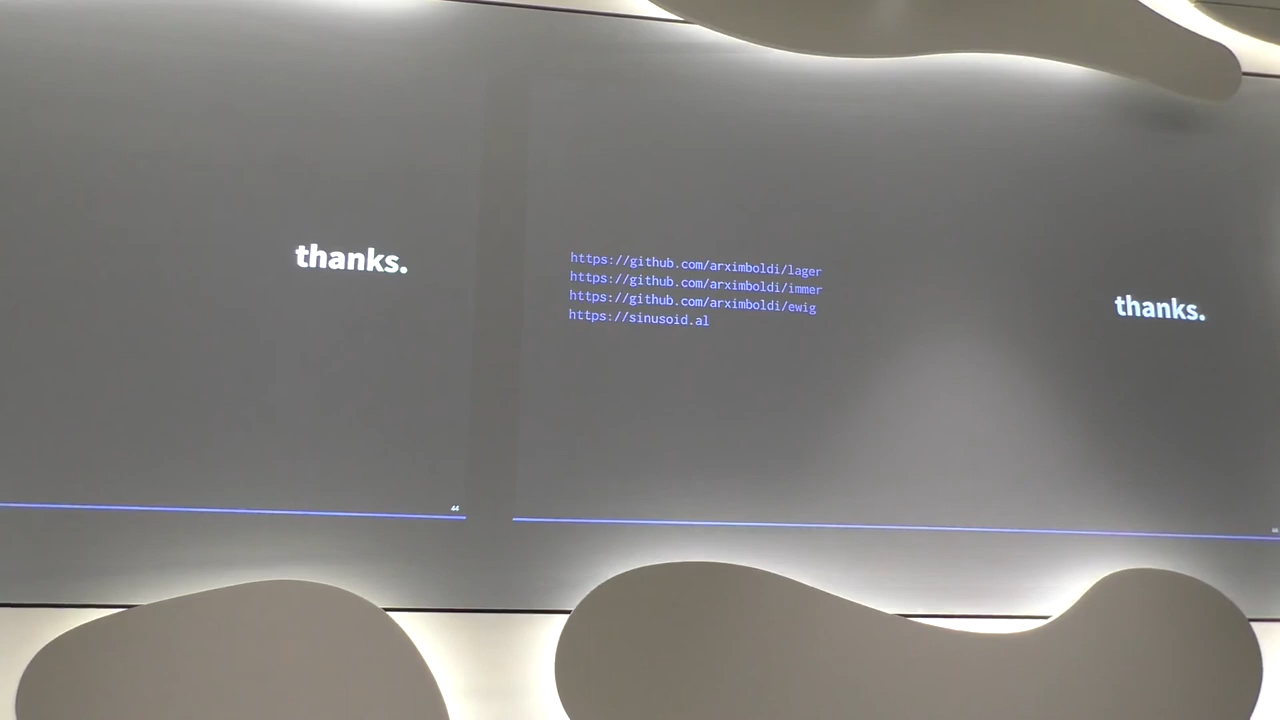 thanks.
44
https://github.com/arximboldi/lager
https://github.com/arximboldi/immer
https://github.com/arximboldi/ewig
https://sinusoid.al
thanks.